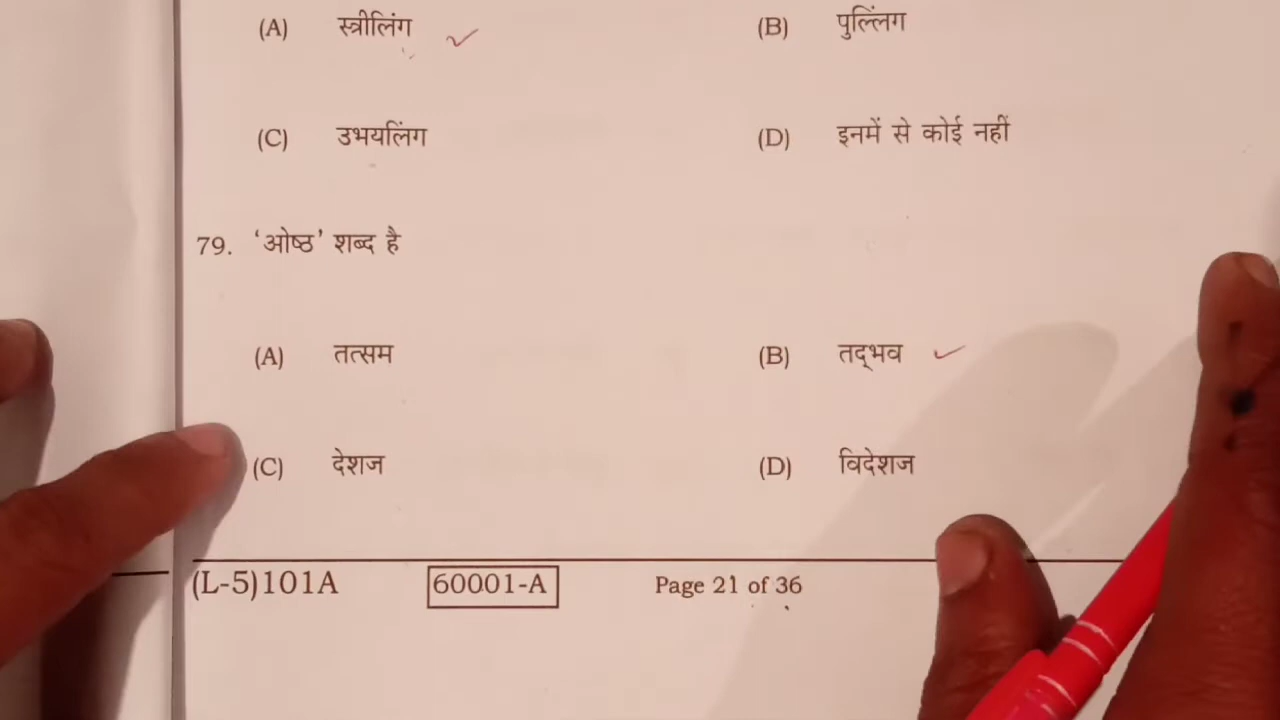 (A) स्त्रीलिंग (B) पुल्लिंग
(C) उभयलिंग (D) इनमें से कोई नहीं
79. ‘ओष्ठ’ शब्द है
(A) तत्सम (B) तद्भव
(C) देशज (D) विदेशज
(L-5)101A 60001-A Page 21 of 36